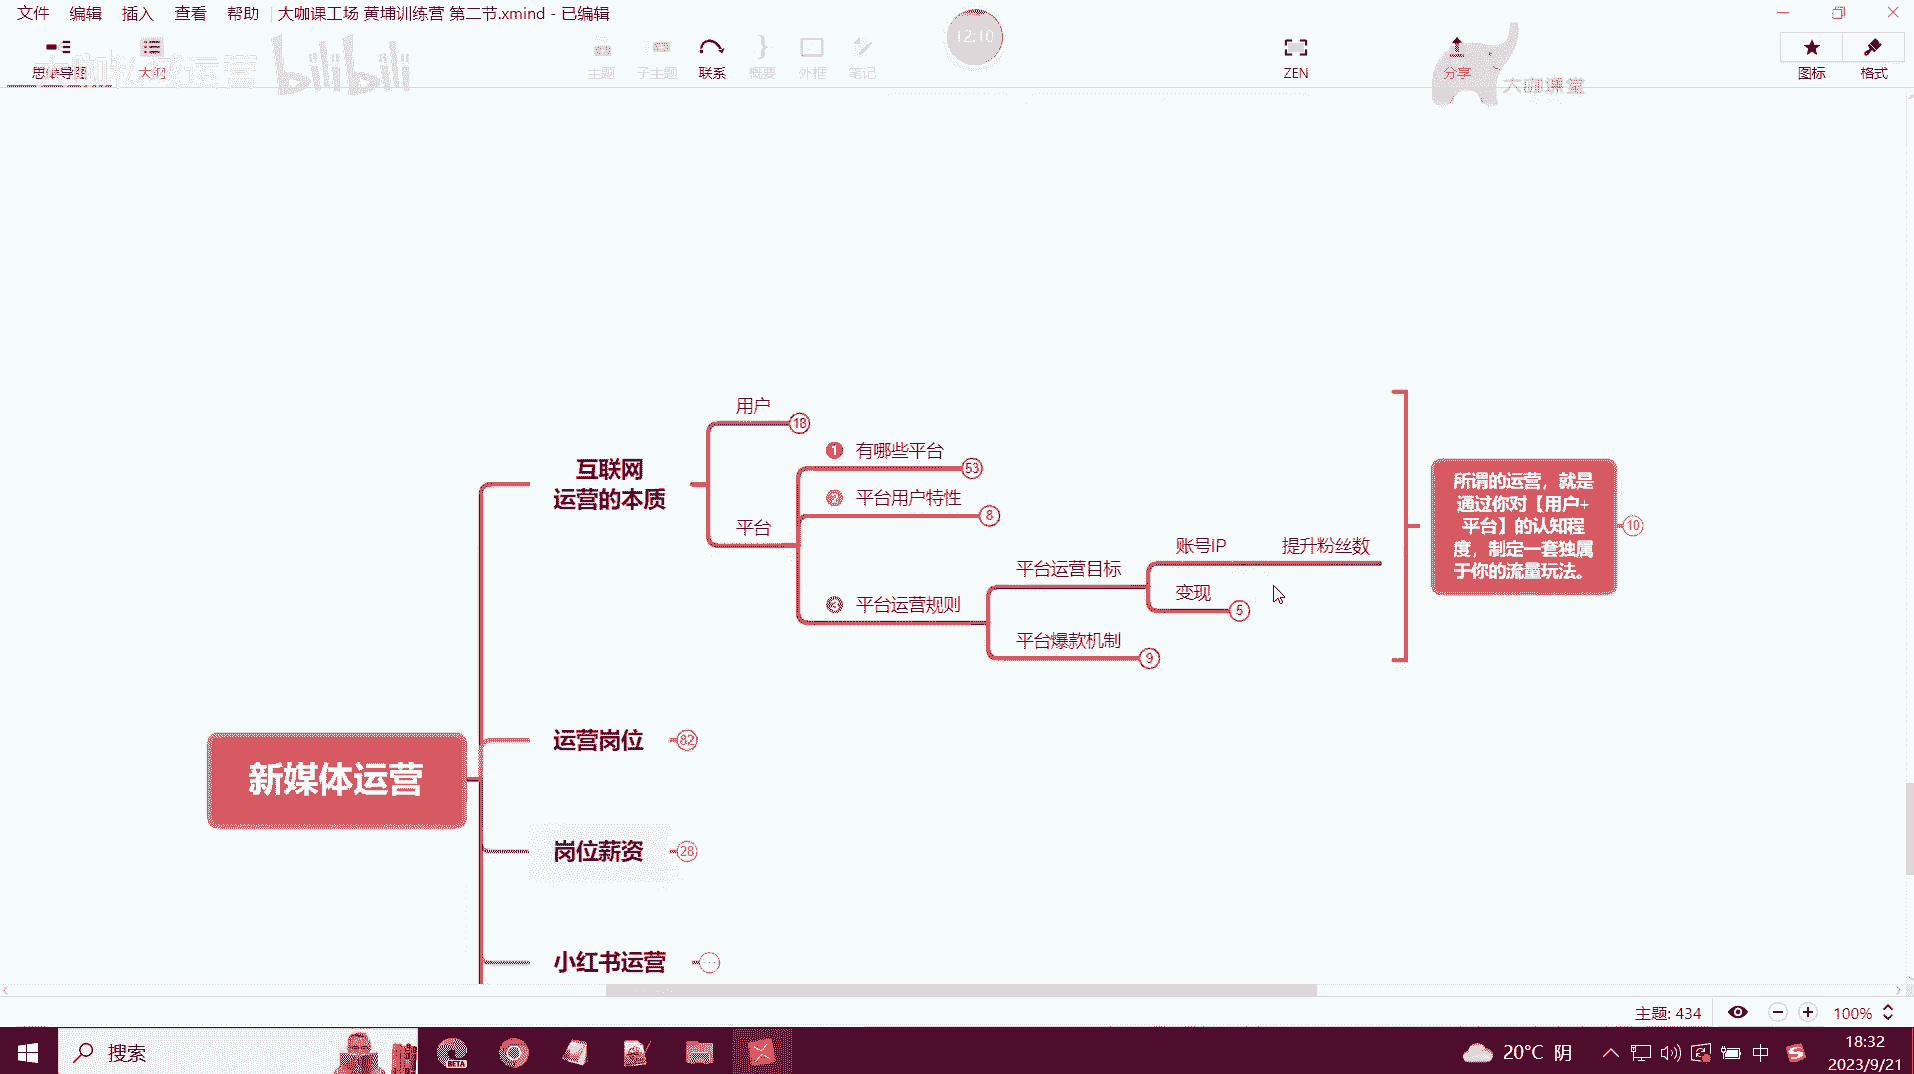 文件 编辑 插入 查看 帮助 大咖课工场 黄埔训练营 第二节.xmind - 已编辑
思维导图 大纲 主题 子主题 联系 概要 外框 笔记 12:10 ZEN 分享 图标 格式
bilibili
大咖课堂
用户 18
1 有哪些平台 53
互联网
运营的本质
2 平台用户特性 8
平台
账号IP 提升粉丝数
平台运营目标
变现 5
3 平台运营规则
平台爆款机制 9
所谓的运营，就是
通过你对【用户+
平台】的认知程
度，制定一套独属
于你的流量玩法。
10
运营岗位 82
新媒体运营
岗位薪资 28
小红书运营 ...
主题: 434 100%
搜索 BETA 20°C 阴 中 18:32
2023/9/21